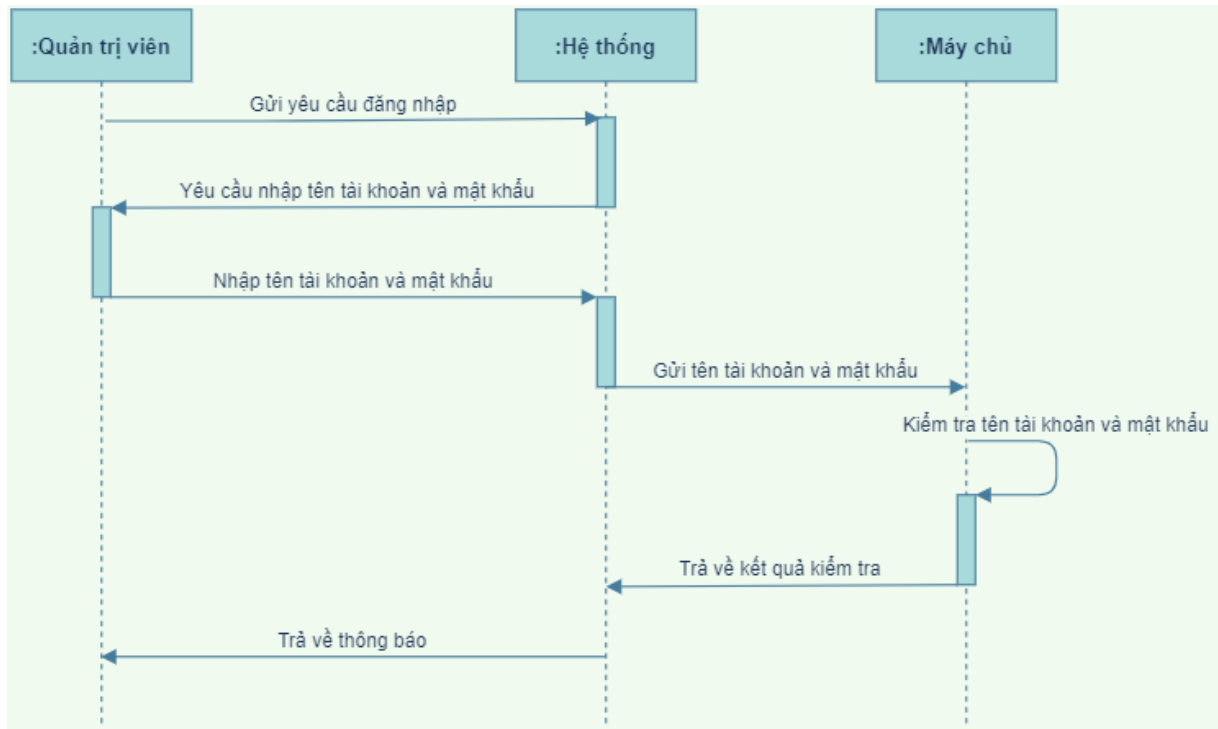 :Quản trị viên
:Hệ thống
:Máy chủ
Gửi yêu cầu đăng nhập
Yêu cầu nhập tên tài khoản và mật khẩu
Nhập tên tài khoản và mật khẩu
Gửi tên tài khoản và mật khẩu
Kiểm tra tên tài khoản và mật khẩu
Trả về kết quả kiểm tra
Trả về thông báo